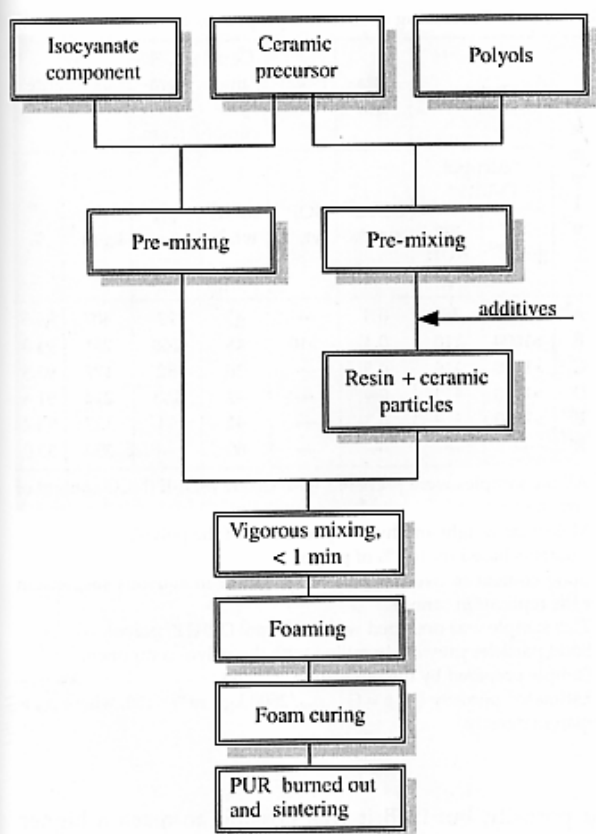 Isocyanate
component
Ceramic
precursor
Polyols
Pre-mixing
Pre-mixing
additives
Resin + ceramic
particles
Vigorous mixing,
< 1 min
Foaming
Foam curing
PUR burned out
and sintering